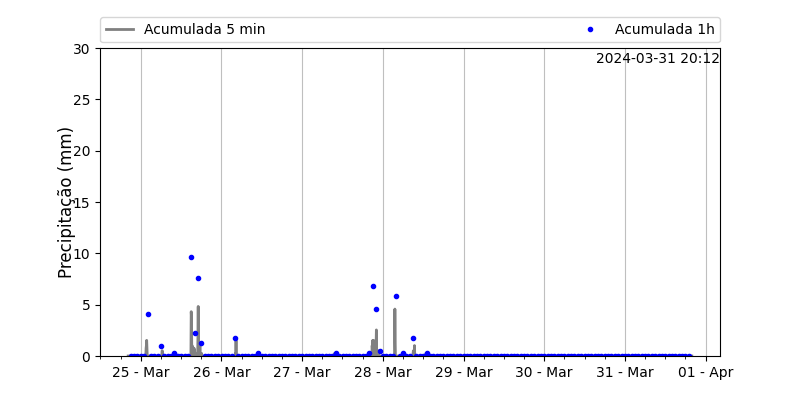 Acumulada 5 min
Acumulada 1h
2024-03-31 20:12
Precipitação (mm)
30
25
20
15
10
5
0
25 - Mar
26 - Mar
27 - Mar
28 - Mar
29 - Mar
30 - Mar
31 - Mar
01 - Apr